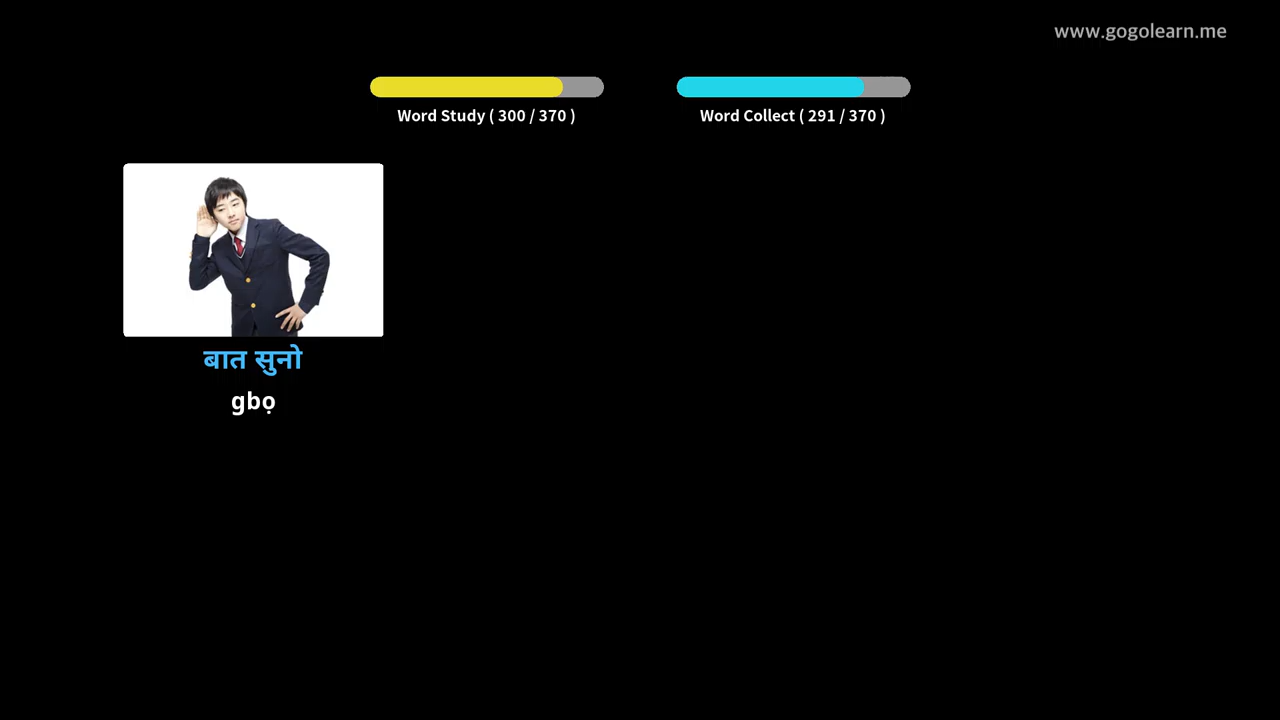 www.gogolearn.me
Word Study ( 300 / 370 )
Word Collect ( 291 / 370 )
बात सुनो
gbọ